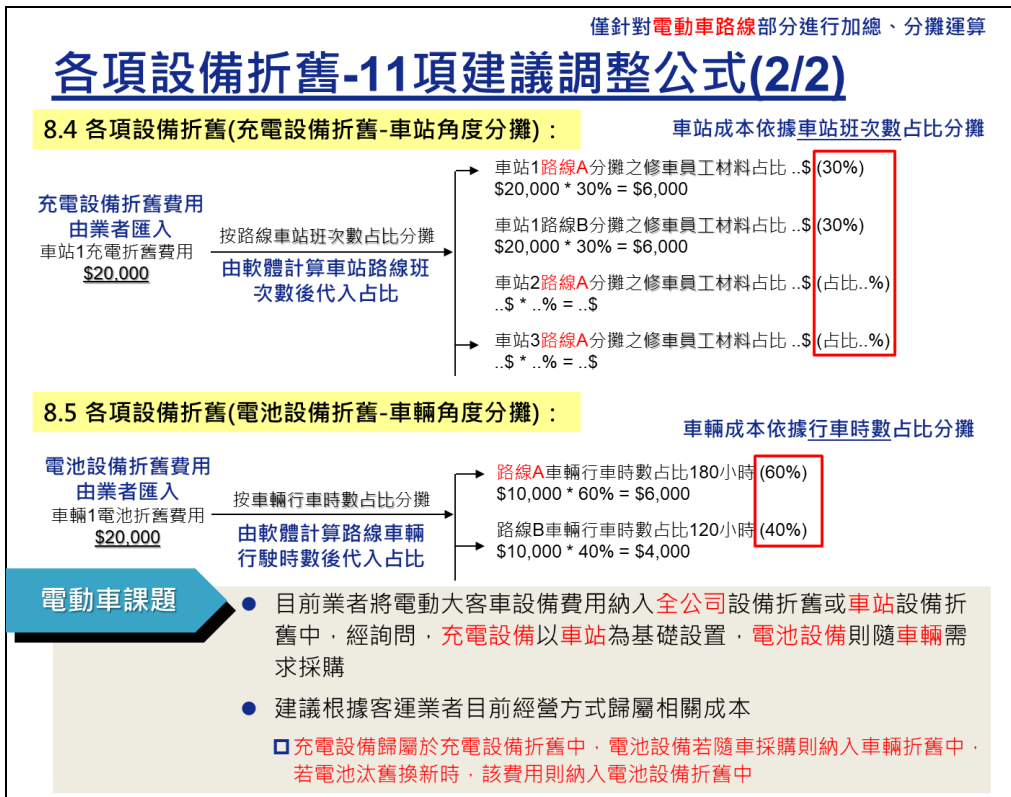 僅針對電動車路線部分進行加總、分攤運算
各項設備折舊-11項建議調整公式(2/2)
8.4 各項設備折舊(充電設備折舊-車站角度分攤)：
車站成本依據車站班次數占比分攤
充電設備折舊費用
由業者匯入
車站1充電折舊費用
$20,000
按路線車站班次數占比分攤
由軟體計算車站路線班
次數後代入占比
車站1路線A分攤之修車員工材料占比 ..$ (30%)
$20,000 * 30% = $6,000
車站1路線B分攤之修車員工材料占比 ..$ (30%)
$20,000 * 30% = $6,000
車站2路線A分攤之修車員工材料占比 ..$ (占比..%)
..$ * ..% = ..$
車站3路線A分攤之修車員工材料占比 ..$ (占比..%)
..$ * ..% = ..$
8.5 各項設備折舊(電池設備折舊-車輛角度分攤)：
車輛成本依據行車時數占比分攤
電池設備折舊費用
由業者匯入
車輛1電池折舊費用
$20,000
按車輛行車時數占比分攤
由軟體計算路線車輛
行駛時數後代入占比
路線A車輛行車時數占比180小時 (60%)
$10,000 * 60% = $6,000
路線B車輛行車時數占比120小時 (40%)
$10,000 * 40% = $4,000
電動車課題
目前業者將電動大客車設備費用納入全公司設備折舊或車站設備折
舊中，經詢問，充電設備以車站為基礎設置，電池設備則隨車輛需
求採購
建議根據客運業者目前經營方式歸屬相關成本
充電設備歸屬於充電設備折舊中，電池設備若隨車採購則納入車輛折舊中，
若電池汰舊換新時，該費用則納入電池設備折舊中